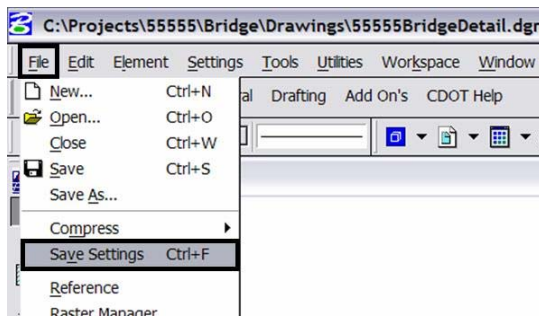 C:\Projects\55555\Bridge\Drawings\55555BridgeDetail.dgn
File Edit Element Settings Tools Utilities Workspace Window
New... Ctrl+N
al Drafting Add On's CDOT Help
Open... Ctrl+O
Close Ctrl+W
Save Ctrl+S
Save As...
Compress
Save Settings Ctrl+F
Reference
Raster Manager